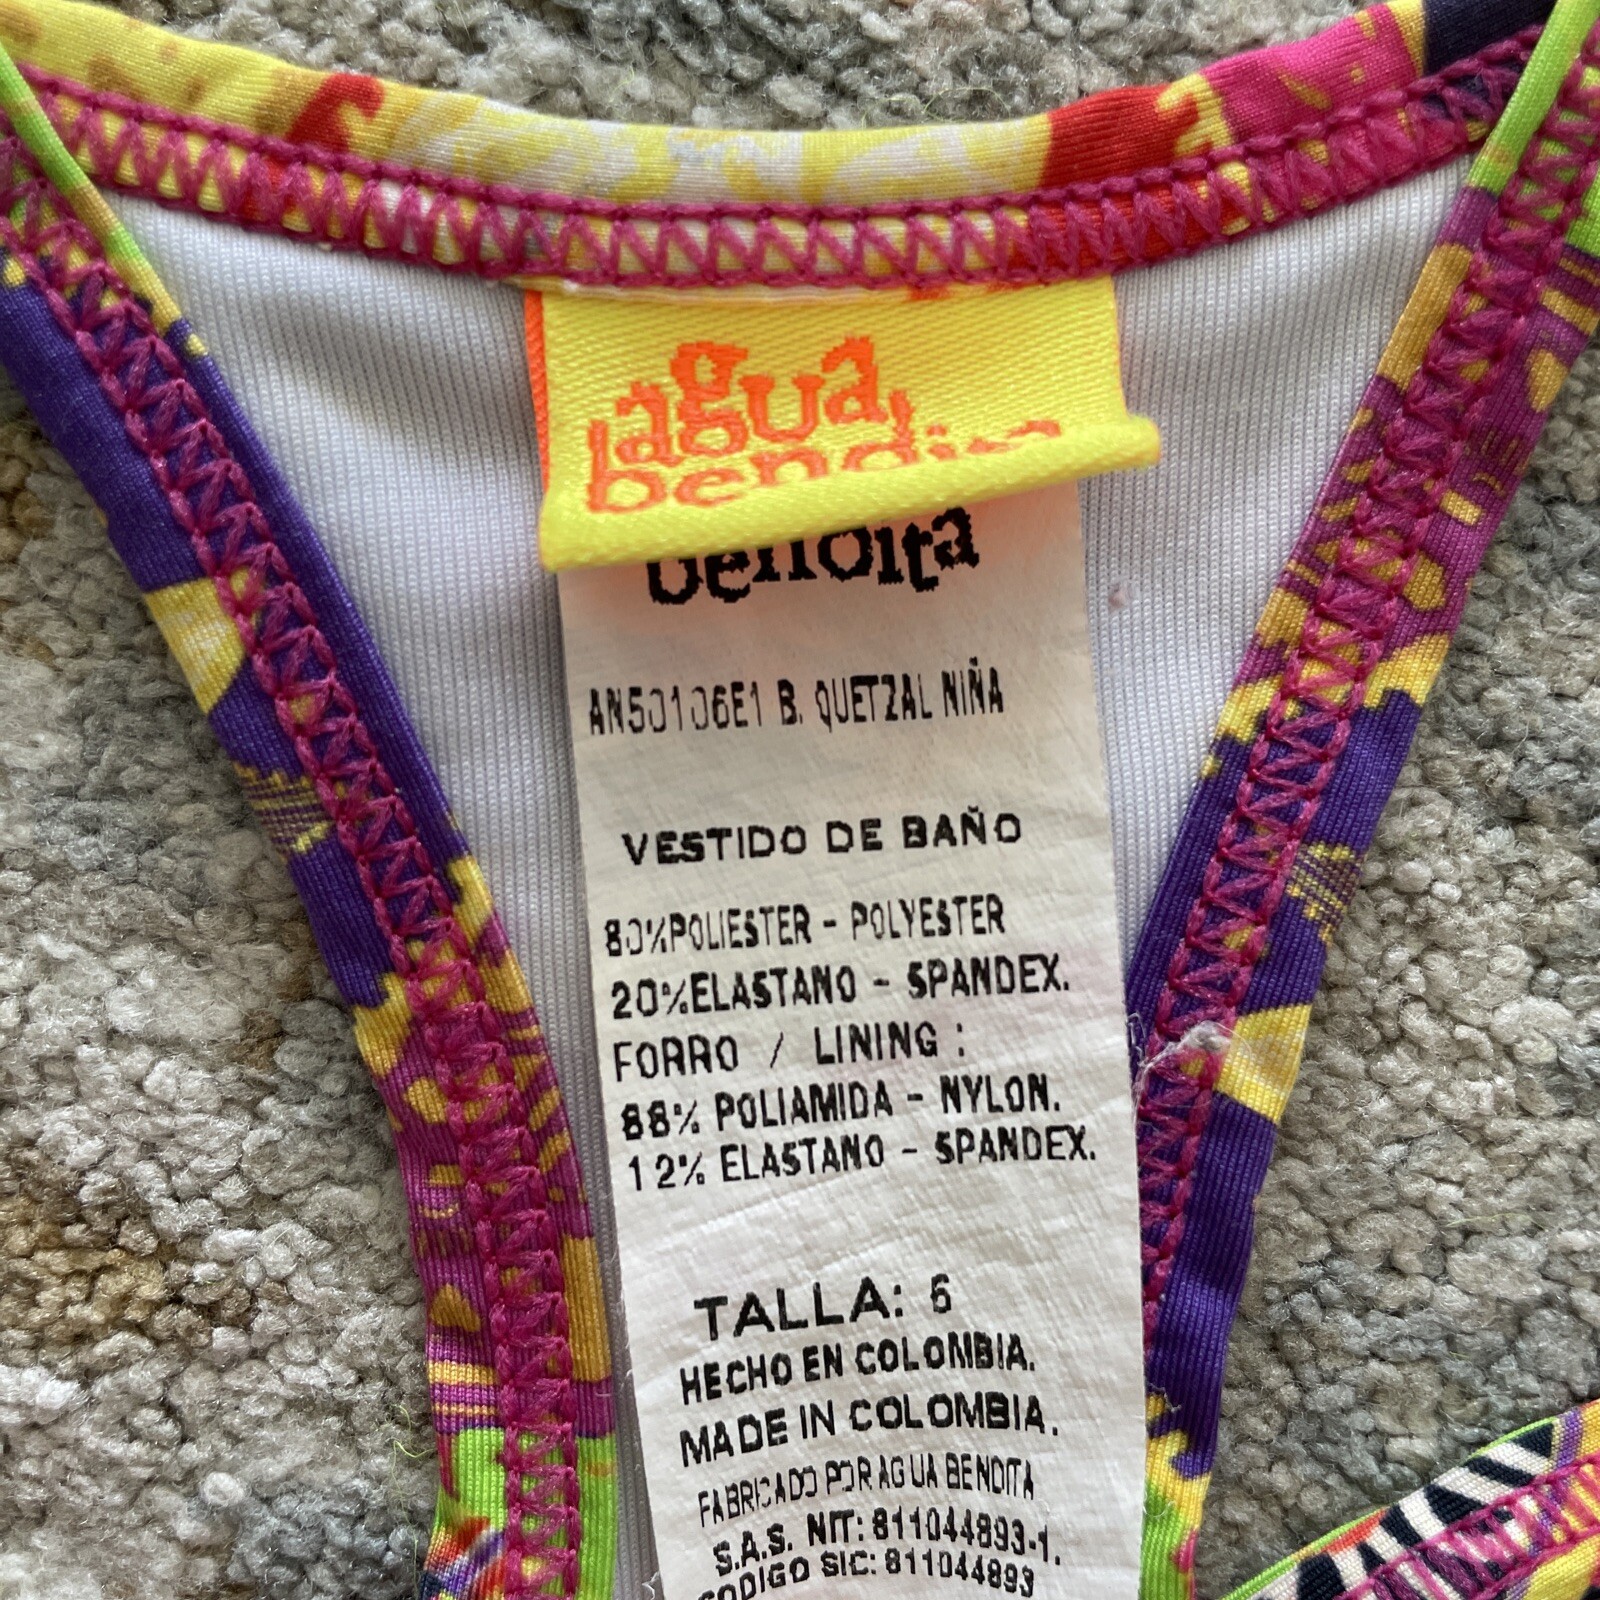 agua
bendita
bendita
AN50106E1 B. QUETZAL NIÑA
VESTIDO DE BAÑO
80%POLIESTER - POLYESTER
20%ELASTANO - SPANDEX.
FORRO / LINING :
88% POLIAMIDA - NYLON.
12% ELASTANO - SPANDEX.
TALLA: 6
HECHO EN COLOMBIA.
MADE IN COLOMBIA.
FABRICADO POR AGUA BENDITA
S.A.S. NIT: 811044893-1.
CODIGO SIC: 811044893